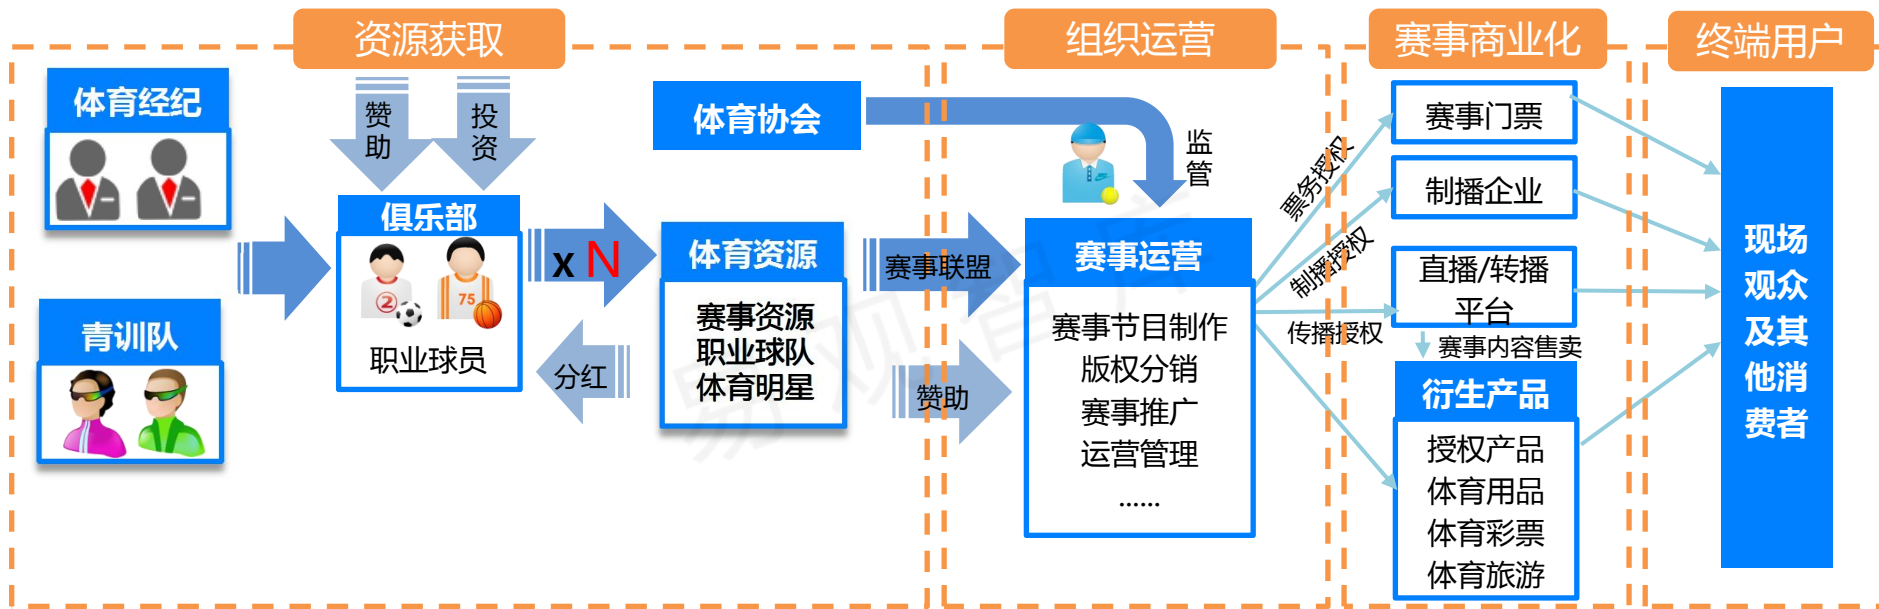 资源获取
组织运营
赛事商业化
终端用户
体育经纪
青训队
赞助
投资
俱乐部
75
职业球员
x N
分红
体育协会
体育资源
赛事资源
职业球队
体育明星
赛事联盟
赞助
监管
赛事运营
赛事节目制作
版权分销
赛事推广
运营管理
......
票务授权
制播授权
传播授权
赛事门票
制播企业
直播/转播
平台
赛事内容售卖
衍生产品
授权产品
体育用品
体育彩票
体育旅游
现场
观众
及其
他消
费者
易观智库